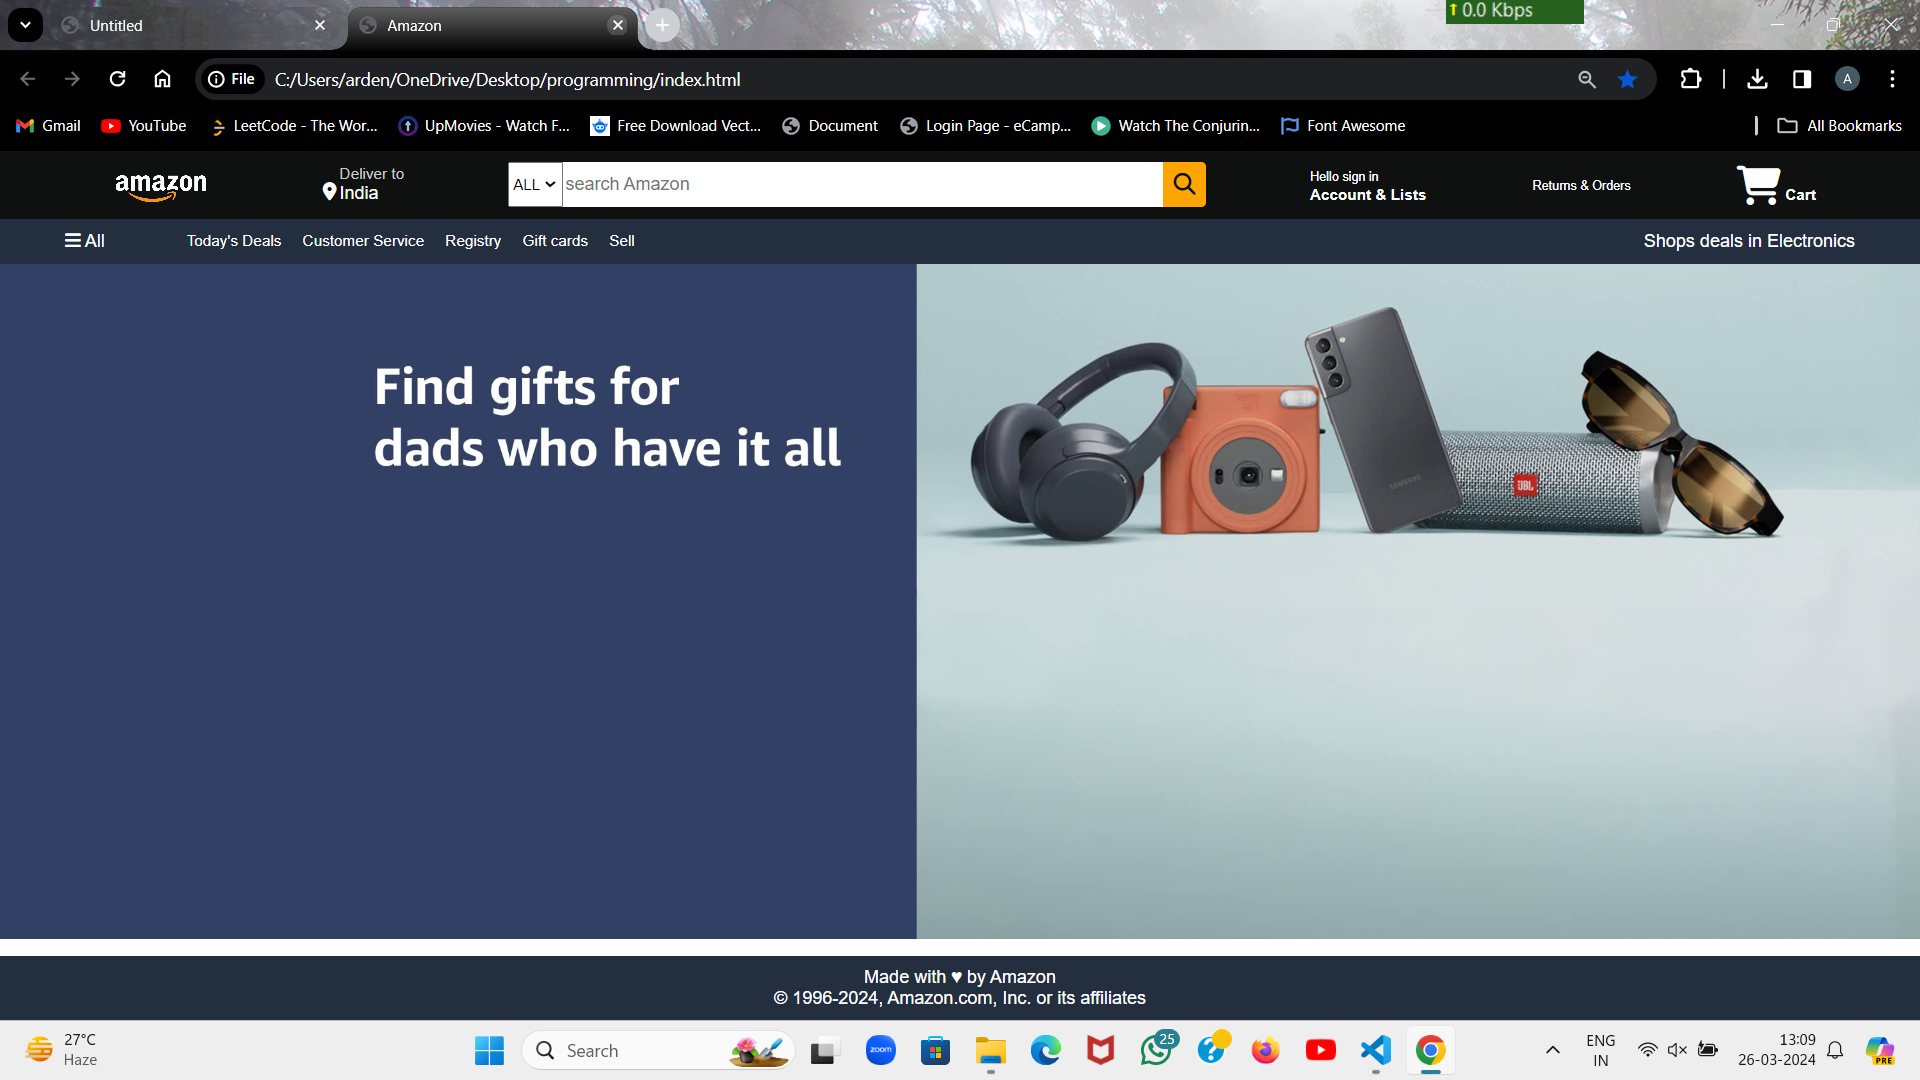 Untitled
Amazon
0.0 Kbps
File
C:/Users/arden/OneDrive/Desktop/programming/index.html
A
Gmail
YouTube
LeetCode - The Wor...
UpMovies - Watch F...
Free Download Vect...
Document
Login Page - eCamp...
Watch The Conjurin...
Font Awesome
All Bookmarks
amazon
Deliver to
India
ALL
search Amazon
Hello sign in
Account & Lists
Returns & Orders
Cart
All
Today's Deals
Customer Service
Registry
Gift cards
Sell
Shops deals in Electronics
Find gifts for
dads who have it all
SAMSUNG
JBL
Made with ♥ by Amazon
© 1996-2024, Amazon.com, Inc. or its affiliates
27°C
Haze
Search
zoom
25
ENG
IN
13:09
26-03-2024
PRE